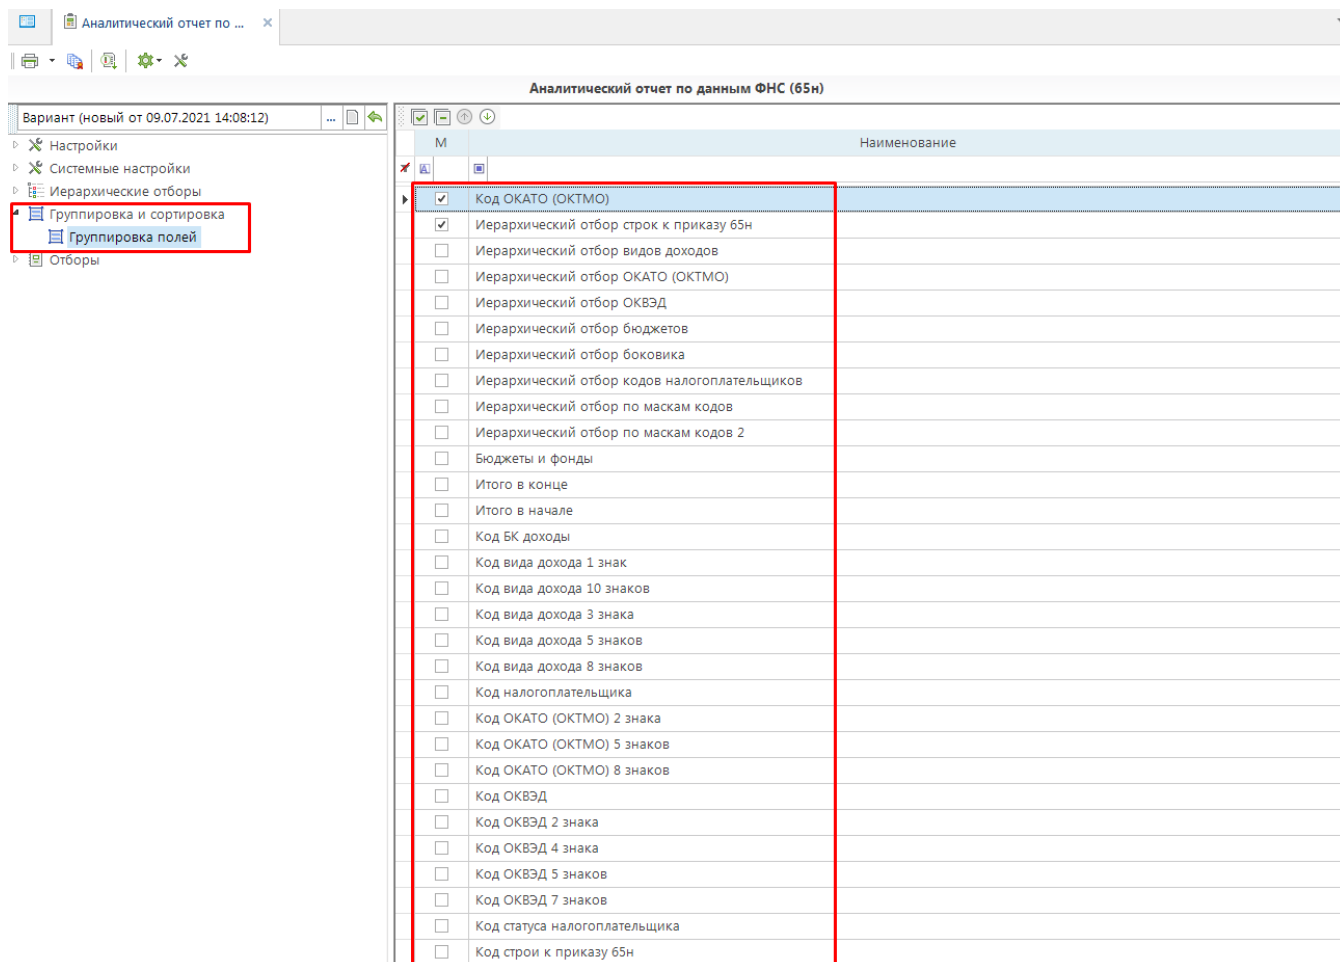 Аналитический отчет по ...
Аналитический отчет по данным ФНС (65н)
Вариант (новый от 09.07.2021 14:08:12)
...
Настройки
Системные настройки
Иерархические отборы
Группировка и сортировка
Группировка полей
Отборы
М Наименование
Код ОКАТО (ОКТМО)
Иерархический отбор строк к приказу 65н
Иерархический отбор видов доходов
Иерархический отбор ОКАТО (ОКТМО)
Иерархический отбор ОКВЭД
Иерархический отбор бюджетов
Иерархический отбор боковика
Иерархический отбор кодов налогоплательщиков
Иерархический отбор по маскам кодов
Иерархический отбор по маскам кодов 2
Бюджеты и фонды
Итого в конце
Итого в начале
Код БК доходы
Код вида дохода 1 знак
Код вида дохода 10 знаков
Код вида дохода 3 знака
Код вида дохода 5 знаков
Код вида дохода 8 знаков
Код налогоплательщика
Код ОКАТО (ОКТМО) 2 знака
Код ОКАТО (ОКТМО) 5 знаков
Код ОКАТО (ОКТМО) 8 знаков
Код ОКВЭД
Код ОКВЭД 2 знака
Код ОКВЭД 4 знака
Код ОКВЭД 5 знаков
Код ОКВЭД 7 знаков
Код статуса налогоплательщика
Код строи к приказу 65н